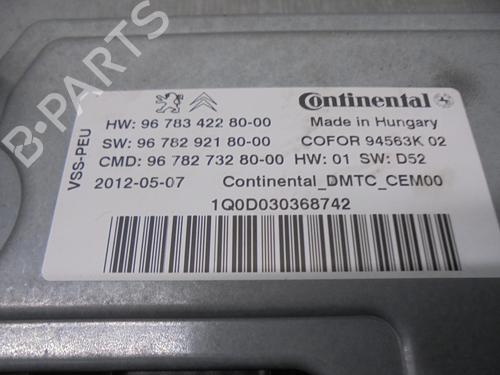 B-PARTS
VSS-PEU
Continental
HW: 96 783 422 80-00 Made in Hungary
SW: 96 782 921 80-00 COFOR 94563K 02
CMD: 96 782 732 80-00 HW: 01 SW: D52
2012-05-07 Continental_DMTC_CEM00
1Q0D030368742